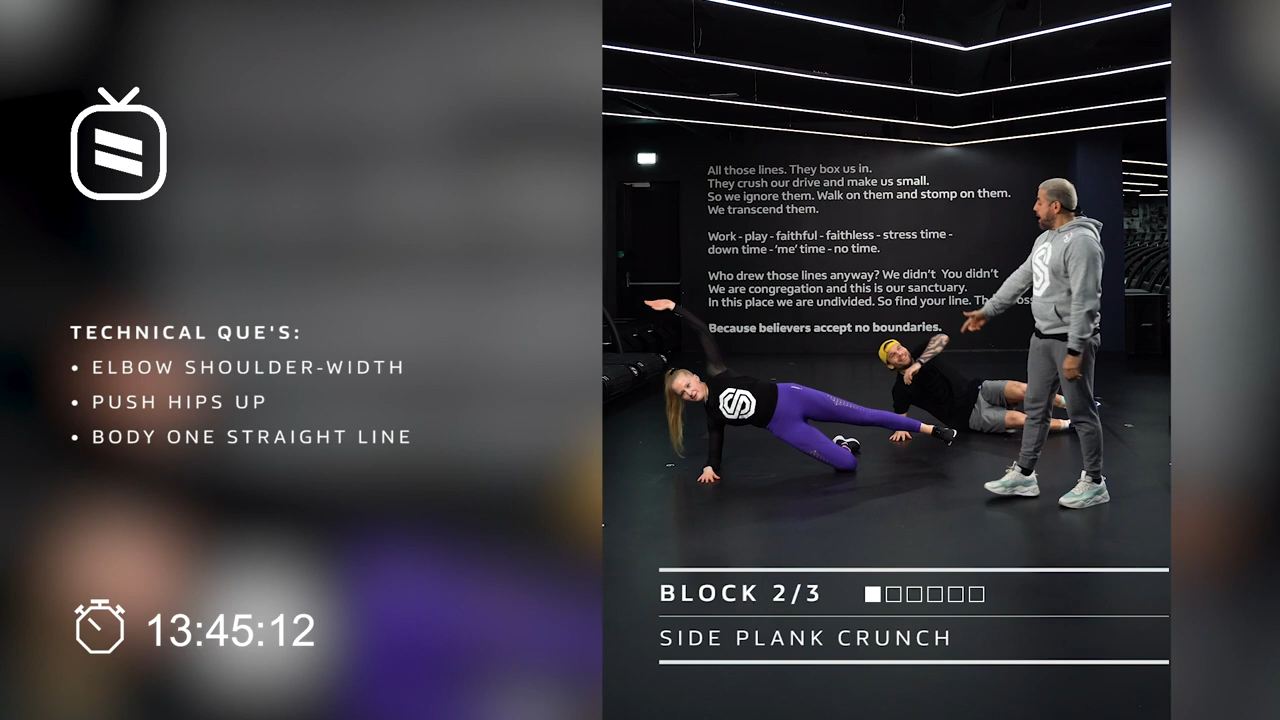 TECHNICAL QUE'S:
• ELBOW SHOULDER-WIDTH
• PUSH HIPS UP
• BODY ONE STRAIGHT LINE
13:45:12
All those lines. They box us in.
They crush our drive and make us small.
So we ignore them. Walk on them and stomp on them.
We transcend them.
Work - play - faithful - faithless - stress time -
down time - 'me' time - no time.
Who drew those lines anyway? We didn't You didn't
We are congregation and this is our sanctuary.
In this place we are undivided. So find your line.
Because believers accept no boundaries.
BLOCK 2/3
SIDE PLANK CRUNCH